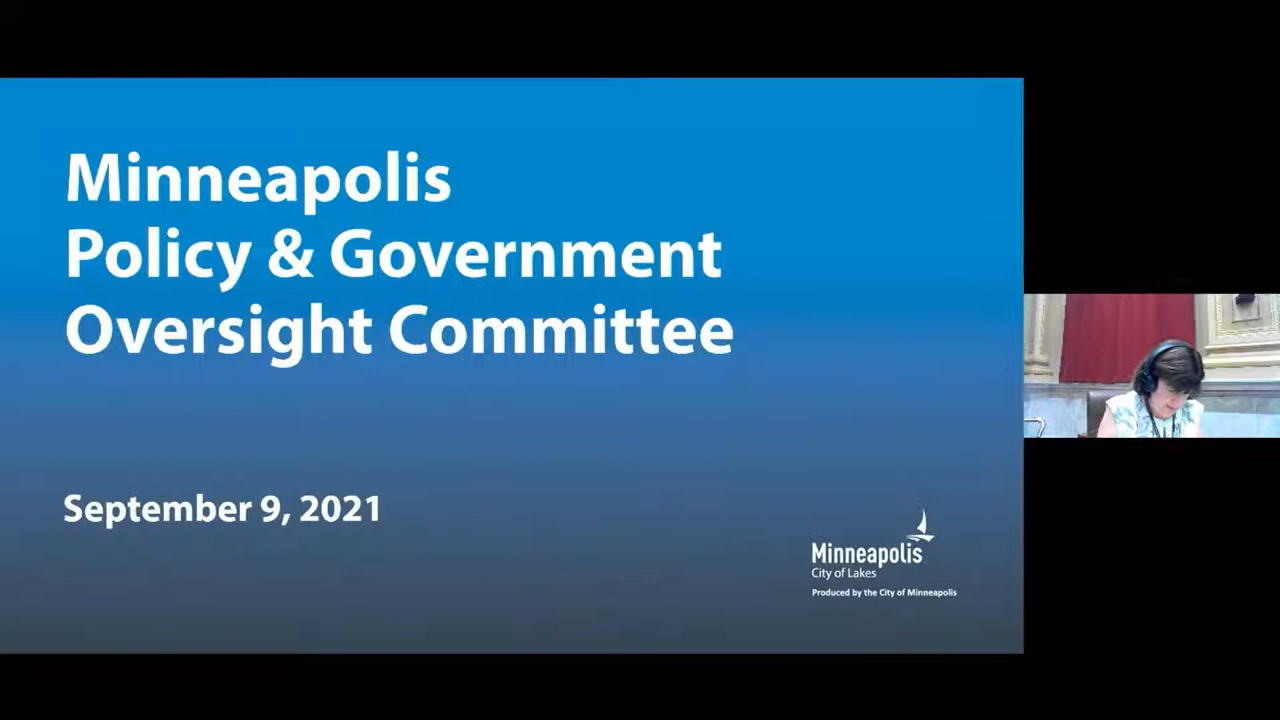 Minneapolis
Policy & Government
Oversight Committee
September 9, 2021
Minneapolis
City of Lakes
Produced by the City of Minneapolis